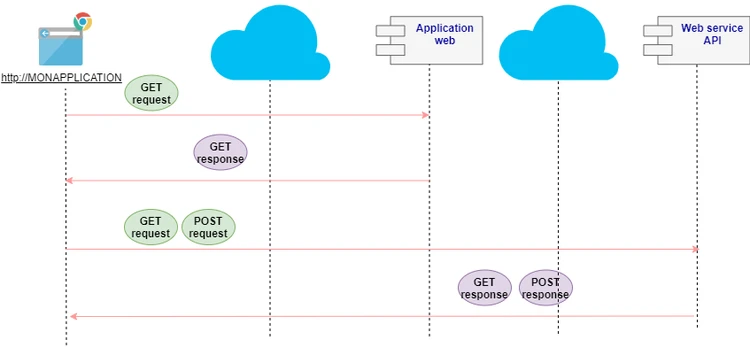 Application
web
Web service
API
http://MONAPPLICATION
GET
request
GET
response
GET
request
POST
request
GET
response
POST
response